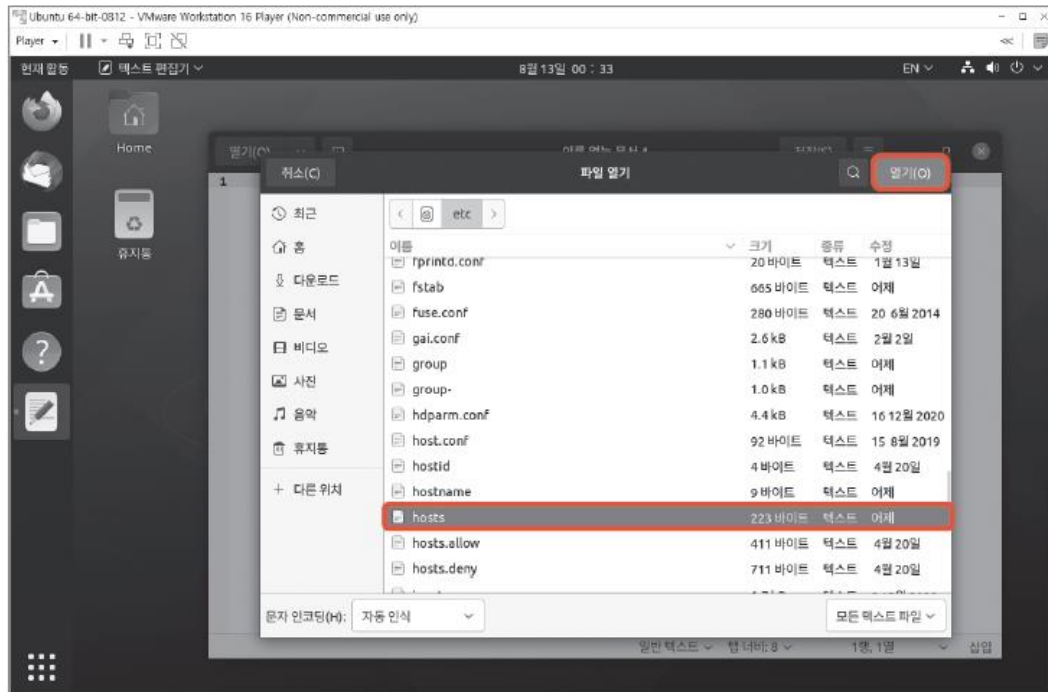 Ubuntu 64-bit-0812 - VMware Workstation 16 Player (Non-commercial use only)
Player
현재 활동 텍스트 편집기 8월 13일 00 : 33 EN
Home
휴지통
열기(O) 이름 없는 문서 1 저장(S)
취소(C) 파일 열기 열기(O)
1
최근
홈
다운로드
문서
비디오
사진
음악
휴지통
+ 다른 위치
etc
이름 크기 종류 수정
fprintd.conf 20 바이트 텍스트 1월 13일
fstab 665 바이트 텍스트 어제
fuse.conf 280 바이트 텍스트 20 6월 2014
gai.conf 2.6 kB 텍스트 2월 2일
group 1.1 kB 텍스트 어제
group- 1.0 kB 텍스트 어제
hdparm.conf 4.4 kB 텍스트 16 12월 2020
host.conf 92 바이트 텍스트 15 8월 2019
hostid 4 바이트 텍스트 4월 20일
hostname 9 바이트 텍스트 어제
hosts 223 바이트 텍스트 어제
hosts.allow 411 바이트 텍스트 4월 20일
hosts.deny 711 바이트 텍스트 4월 20일
문자 인코딩(H): 자동 인식 모든 텍스트 파일
일반 텍스트 탭 너비: 8 1행, 1열 삽입